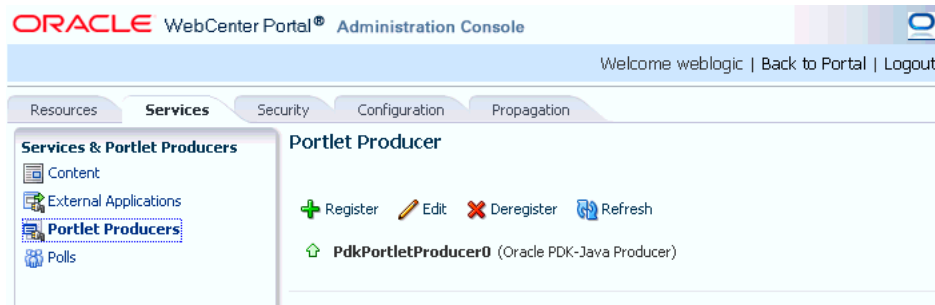 ORACLE WebCenter Portal® Administration Console
Welcome weblogic | Back to Portal | Logout
Resources Services Security Configuration Propagation
Services & Portlet Producers
Content
External Applications
Portlet Producers
Polls
Portlet Producer
Register Edit Deregister Refresh
PdkPortletProducer0 (Oracle PDK-Java Producer)